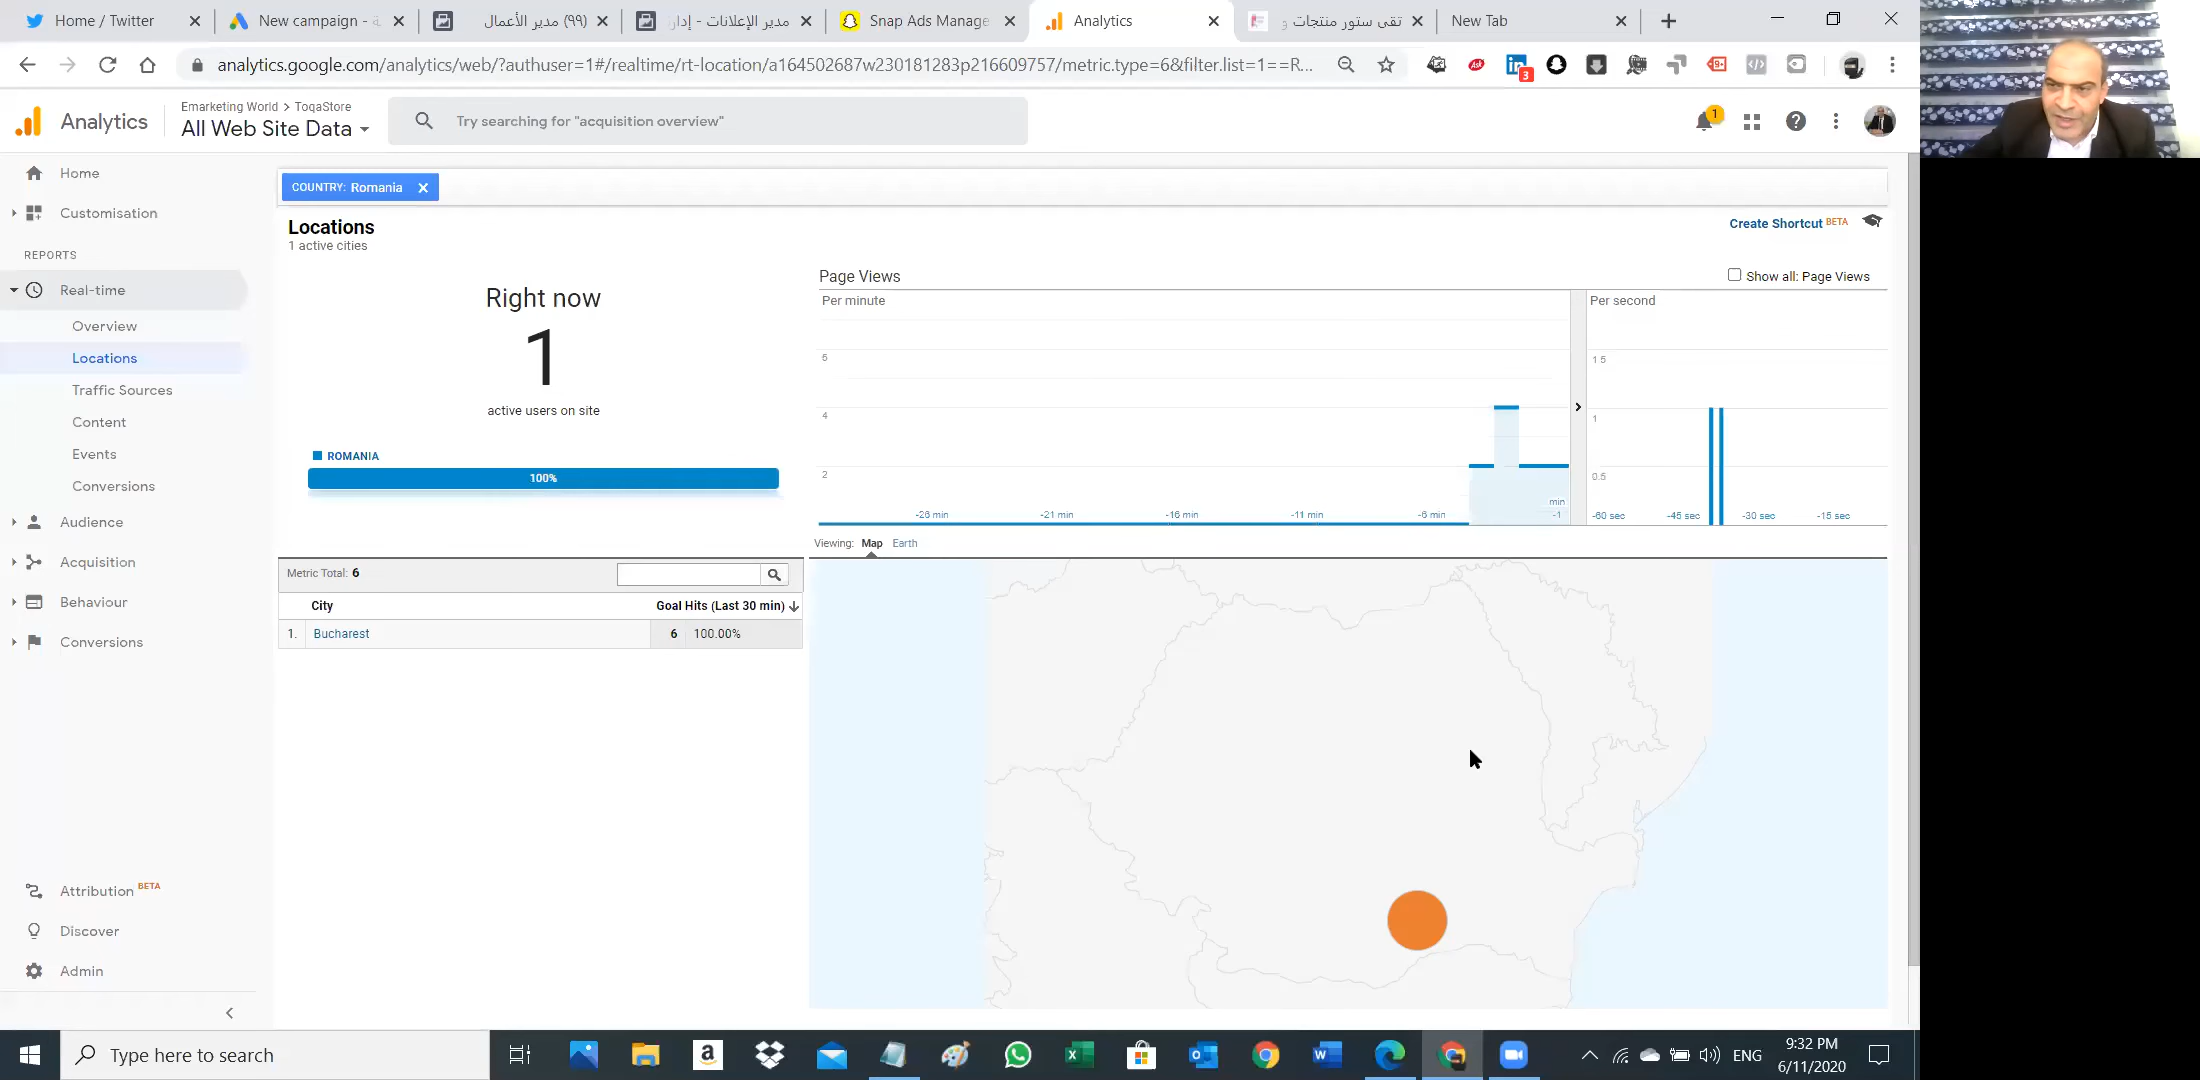 Home / Twitter
New campaign - ة
(٩٩) مدير الأعمال
مدير الإعلانات - إدار
Snap Ads Manage
Analytics
تقى ستور منتجات و
New Tab
analytics.google.com/analytics/web/?authuser=1#/realtime/rt-location/a164502687w230181283p216609757/metric.type=6&filter.list=1==R...
Ask
3
9+
Analytics
Emarketing World > ToqaStore
All Web Site Data
Try searching for "acquisition overview"
1
Home
Customisation
REPORTS
Real-time
Overview
Locations
Traffic Sources
Content
Events
Conversions
Audience
Acquisition
Behaviour
Conversions
Attribution BETA
Discover
Admin
COUNTRY: Romania
Locations
1 active cities
Create Shortcut BETA
Right now
1
active users on site
ROMANIA
100%
Page Views
Show all: Page Views
Per minute
Per second
6
4
2
-26 min
-21 min
-16 min
-11 min
-6 min
min
-1
1.5
1
0.5
-60 sec
-45 sec
-30 sec
-15 sec
Viewing: Map Earth
Metric Total: 6
City
Goal Hits (Last 30 min)
1. Bucharest 6 100.00%
Type here to search
ENG
9:32 PM
6/11/2020